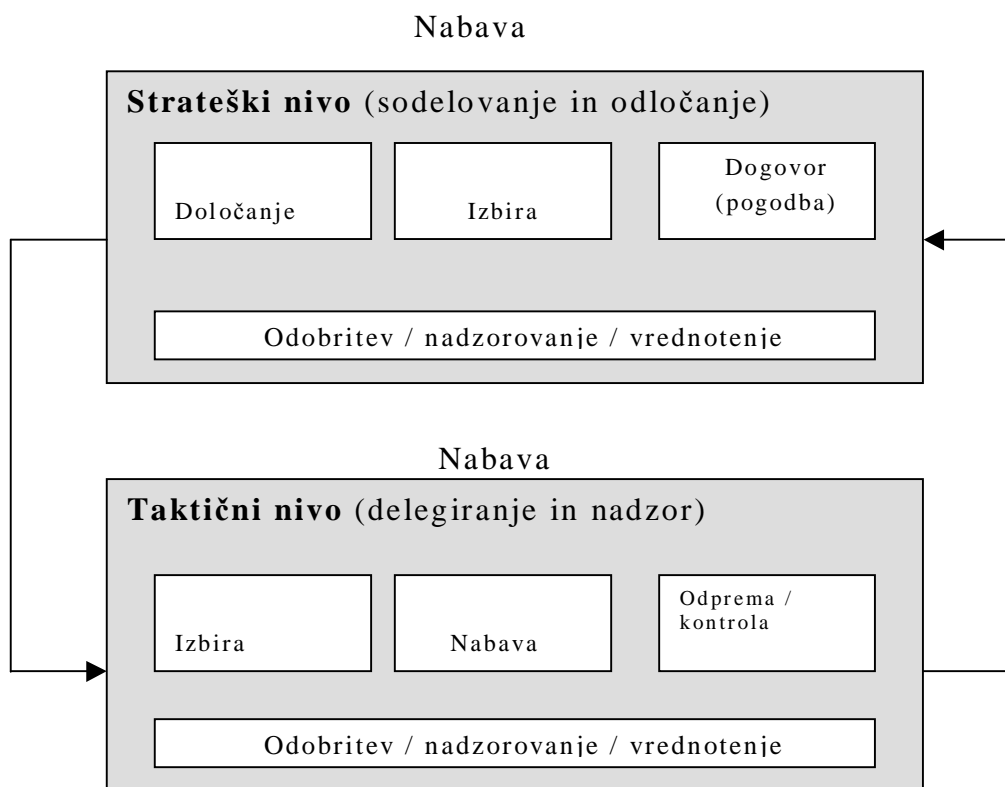 Nabava
Strateški nivo (sodelovanje in odločanje)
Določanje
Izbira
Dogovor
(pogodba)
Odobritev / nadzorovanje / vrednotenje
Nabava
Taktični nivo (delegiranje in nadzor)
Izbira
Nabava
Odprema /
kontrola
Odobritev / nadzorovanje / vrednotenje